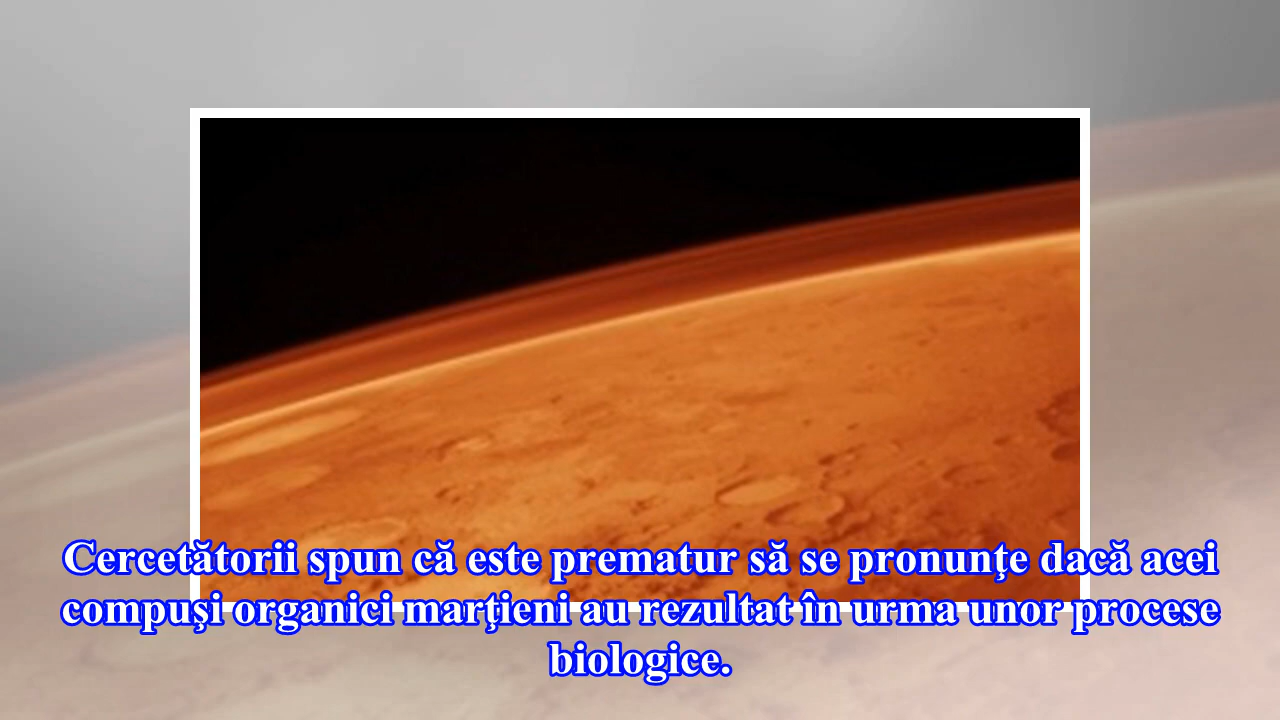 Cercetătorii spun că este prematur să se pronunţe dacă acei
compuşi organici marţieni au rezultat în urma unor procese
biologice.